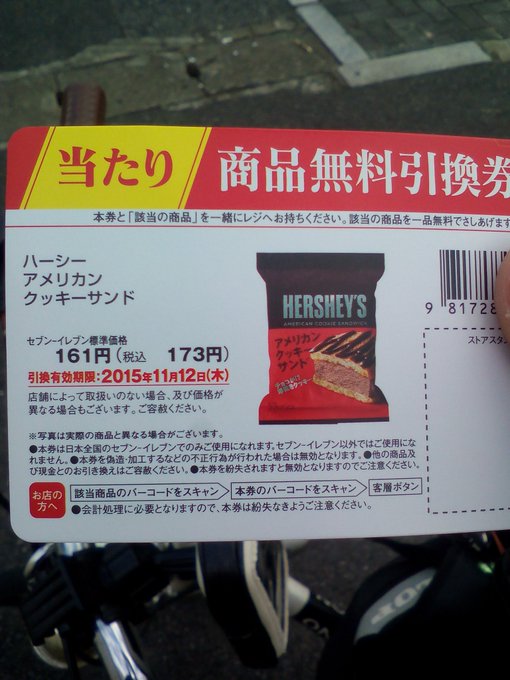 当たり 商品無料引換券
本券と「該当の商品」を一緒にレジへお持ちください。該当の商品を一品無料でさしあげます
ハーシー
アメリカン
クッキーサンド
HERSHEY'S
AMERICAN COOKIE SANDWICH
アメリカン
クッキー
サンド
9 81728
ストアスタン
セブン-イレブン標準価格
161円(税込 173円)
引換有効期限:2015年11月12日(木)
店舗によって取扱いのない場合、及び価格が
異なる場合もございます。ご容赦ください。
※写真は実際の商品と異なる場合がございます。
●本券は日本全国のセブン-イレブンでのみご使用になれます。セブン-イレブン以外ではご使用にな
れません。●本券を偽造・加工するなどの不正行為が行われた場合は無効となります。●他の商品及
び現金とのお引き換えはご容赦ください。●本券を紛失されますと無効となりますのでご注意ください。
お店の
方へ
該当商品のバーコードをスキャン 本券のバーコードをスキャン 客層ボタン
●会計処理に必要となりますので、本券は紛失なきようご注意ください。